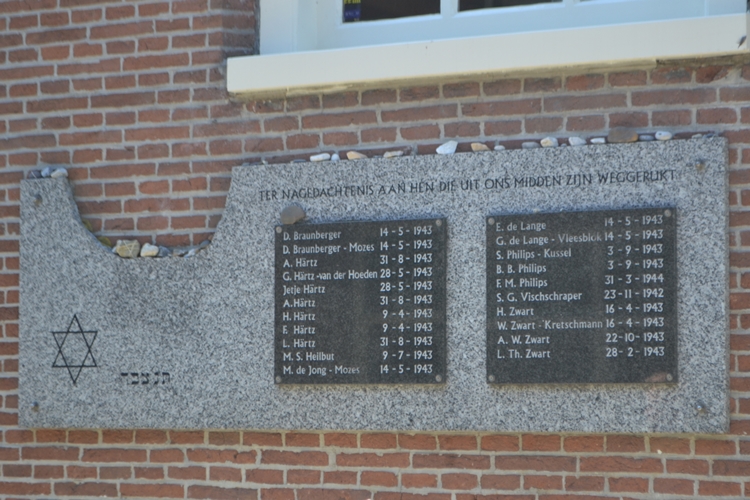 TER NAGEDACHTENIS AAN HEN DIE UIT ONS MIDDEN ZIJN WEGGERUKT
D. Braunberger 14-5-1943
D. Braunberger-Mozes 14-5-1943
A. Härtz 31-8-1943
G. Härtz-van der Hoeden 28-5-1943
Jetje Härtz 28-5-1943
A. Härtz 31-8-1943
H. Härtz 9-4-1943
F. Härtz 9-4-1943
L. Härtz 31-8-1943
M. S. Heilbut 9-7-1943
M. de Jong-Mozes 14-5-1943
E. de Lange 14-5-1943
G. de Lange-Vleesblok 14-5-1943
S. Philips-Kussel 3-9-1943
B. B. Philips 3-9-1943
F. M. Philips 31-3-1944
S. G. Vischschraper 23-11-1942
H. Zwart 16-4-1943
W. Zwart-Kretschmann 16-4-1943
A. W. Zwart 22-10-1943
L. Th. Zwart 28-2-1943
תנצבה